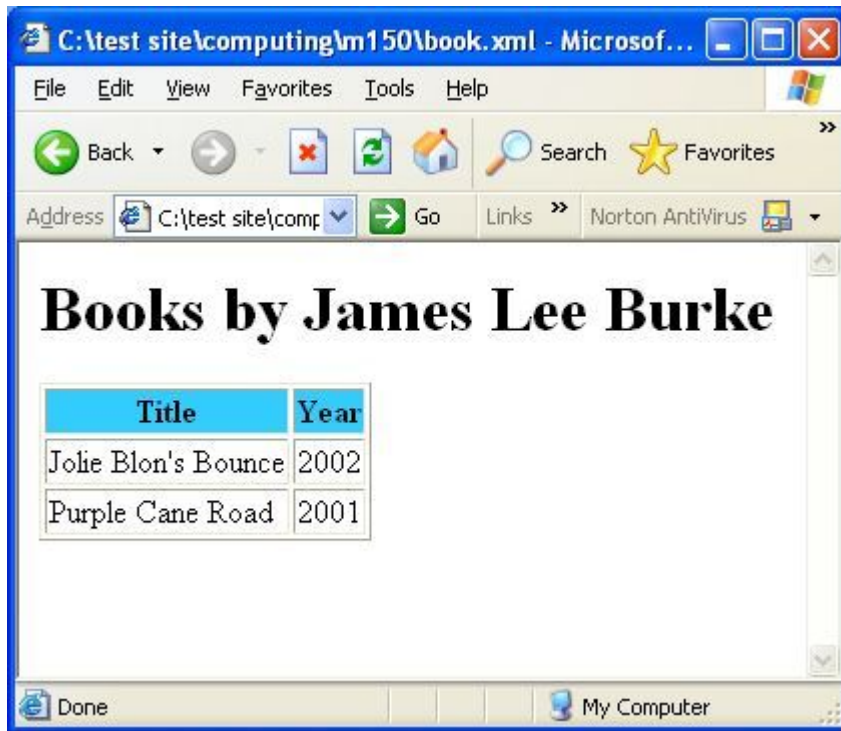 C:\test site\computing\m150\book.xml - Microsof...
File Edit View Favorites Tools Help
Back Search Favorites »
Address C:\test site\comp Go Links » Norton AntiVirus
Books by James Lee Burke
Title Year
Jolie Blon's Bounce 2002
Purple Cane Road 2001
Done My Computer